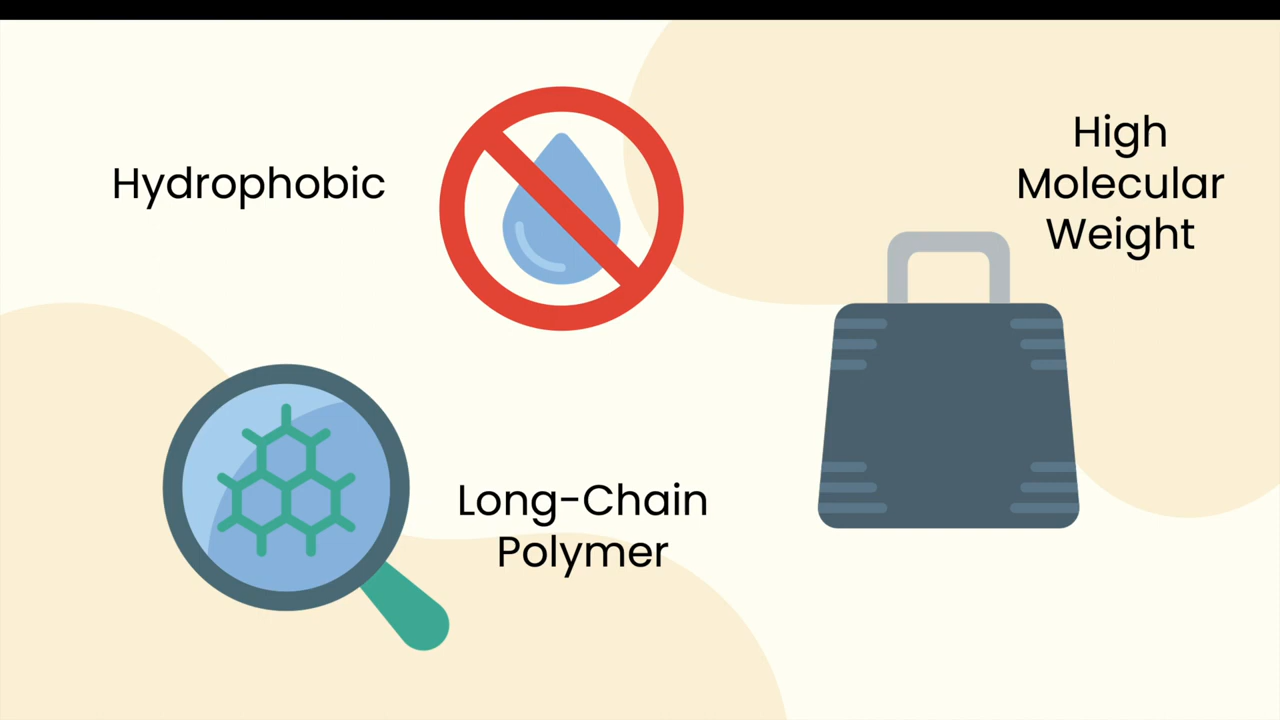 Hydrophobic
High
Molecular
Weight
Long-Chain
Polymer